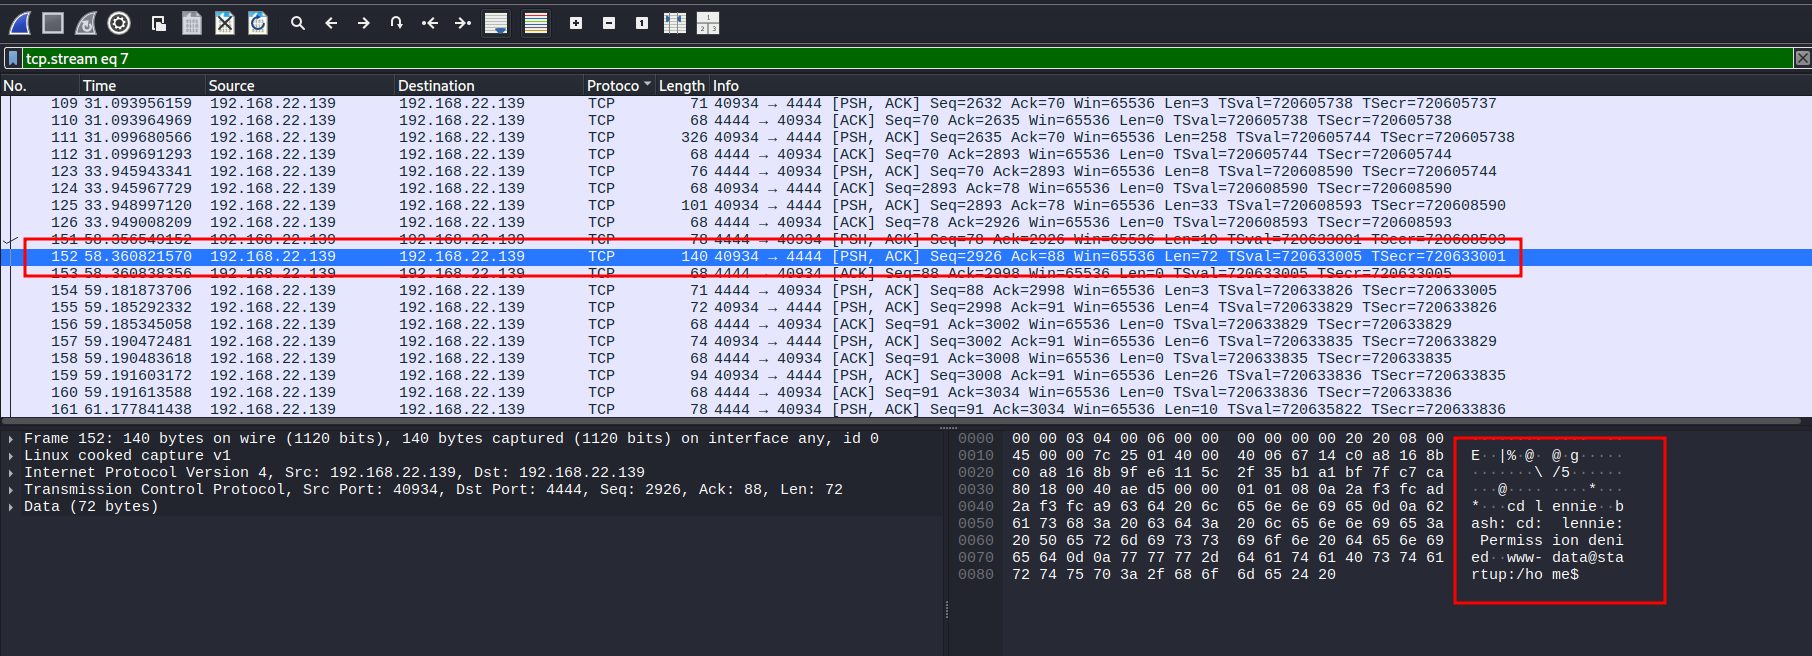 tcp.stream eq 7
No. Time Source Destination Protoco Length Info
109 31.093956159 192.168.22.139 192.168.22.139 TCP 71 40934 → 4444 [PSH, ACK] Seq=2632 Ack=70 Win=65536 Len=3 TSval=720605738 TSecr=720605737
110 31.093964969 192.168.22.139 192.168.22.139 TCP 68 4444 → 40934 [ACK] Seq=70 Ack=2635 Win=65536 Len=0 TSval=720605738 TSecr=720605738
111 31.099680566 192.168.22.139 192.168.22.139 TCP 326 40934 → 4444 [PSH, ACK] Seq=2635 Ack=70 Win=65536 Len=258 TSval=720605744 TSecr=720605738
112 31.099691293 192.168.22.139 192.168.22.139 TCP 68 4444 → 40934 [ACK] Seq=70 Ack=2893 Win=65536 Len=0 TSval=720605744 TSecr=720605744
123 33.945943341 192.168.22.139 192.168.22.139 TCP 76 4444 → 40934 [PSH, ACK] Seq=70 Ack=2893 Win=65536 Len=8 TSval=720608590 TSecr=720605744
124 33.945967729 192.168.22.139 192.168.22.139 TCP 68 40934 → 4444 [ACK] Seq=2893 Ack=78 Win=65536 Len=0 TSval=720608590 TSecr=720608590
125 33.948997120 192.168.22.139 192.168.22.139 TCP 101 40934 → 4444 [PSH, ACK] Seq=2893 Ack=78 Win=65536 Len=33 TSval=720608593 TSecr=720608590
126 33.949008209 192.168.22.139 192.168.22.139 TCP 68 4444 → 40934 [ACK] Seq=78 Ack=2926 Win=65536 Len=0 TSval=720608593 TSecr=720608593
151 58.356549152 192.168.22.139 192.168.22.139 TCP 78 4444 → 40934 [PSH, ACK] Seq=78 Ack=2926 Win=65536 Len=10 TSval=720633001 TSecr=720608593
152 58.360821570 192.168.22.139 192.168.22.139 TCP 140 40934 → 4444 [PSH, ACK] Seq=2926 Ack=88 Win=65536 Len=72 TSval=720633005 TSecr=720633001
153 58.360838356 192.168.22.139 192.168.22.139 TCP 68 4444 → 40934 [ACK] Seq=88 Ack=2998 Win=65536 Len=0 TSval=720633005 TSecr=720633005
154 59.181873706 192.168.22.139 192.168.22.139 TCP 71 4444 → 40934 [PSH, ACK] Seq=88 Ack=2998 Win=65536 Len=3 TSval=720633826 TSecr=720633005
155 59.185292332 192.168.22.139 192.168.22.139 TCP 72 40934 → 4444 [PSH, ACK] Seq=2998 Ack=91 Win=65536 Len=4 TSval=720633829 TSecr=720633826
156 59.185345058 192.168.22.139 192.168.22.139 TCP 68 4444 → 40934 [ACK] Seq=91 Ack=3002 Win=65536 Len=0 TSval=720633829 TSecr=720633829
157 59.190472481 192.168.22.139 192.168.22.139 TCP 74 40934 → 4444 [PSH, ACK] Seq=3002 Ack=91 Win=65536 Len=6 TSval=720633835 TSecr=720633829
158 59.190483618 192.168.22.139 192.168.22.139 TCP 68 4444 → 40934 [ACK] Seq=91 Ack=3008 Win=65536 Len=0 TSval=720633835 TSecr=720633835
159 59.191603172 192.168.22.139 192.168.22.139 TCP 94 40934 → 4444 [PSH, ACK] Seq=3008 Ack=91 Win=65536 Len=26 TSval=720633836 TSecr=720633835
160 59.191613588 192.168.22.139 192.168.22.139 TCP 68 4444 → 40934 [ACK] Seq=91 Ack=3034 Win=65536 Len=0 TSval=720633836 TSecr=720633836
161 61.177841438 192.168.22.139 192.168.22.139 TCP 78 4444 → 40934 [PSH, ACK] Seq=91 Ack=3034 Win=65536 Len=10 TSval=720635822 TSecr=720633836
Frame 152: 140 bytes on wire (1120 bits), 140 bytes captured (1120 bits) on interface any, id 0
Linux cooked capture v1
Internet Protocol Version 4, Src: 192.168.22.139, Dst: 192.168.22.139
Transmission Control Protocol, Src Port: 40934, Dst Port: 4444, Seq: 2926, Ack: 88, Len: 72
Data (72 bytes)
0000 00 00 03 04 00 06 00 00 00 00 00 00 20 20 08 00 ········ ····  ··
0010 45 00 00 7c 25 01 40 00 40 06 67 14 c0 a8 16 8b E··|%·@· @·g·····
0020 c0 a8 16 8b 9f e6 11 5c 2f 35 b1 a1 bf 7f c7 ca ·······\ /5······
0030 80 18 00 40 ae d5 00 00 01 01 08 0a 2a f3 fc ad ···@···· ····*···
0040 2a f3 fc a9 63 64 20 6c 65 6e 6e 69 65 0d 0a 62 *···cd l ennie··b
0050 61 73 68 3a 20 63 64 3a 20 6c 65 6e 6e 69 65 3a ash: cd: lennie:
0060 20 50 65 72 6d 69 73 73 69 6f 6e 20 64 65 6e 69 Permiss ion deni
0070 65 64 0d 0a 77 77 77 2d 64 61 74 61 40 73 74 61 ed··www- data@sta
0080 72 74 75 70 3a 2f 68 6f 6d 65 24 20 rtup:/ho me$